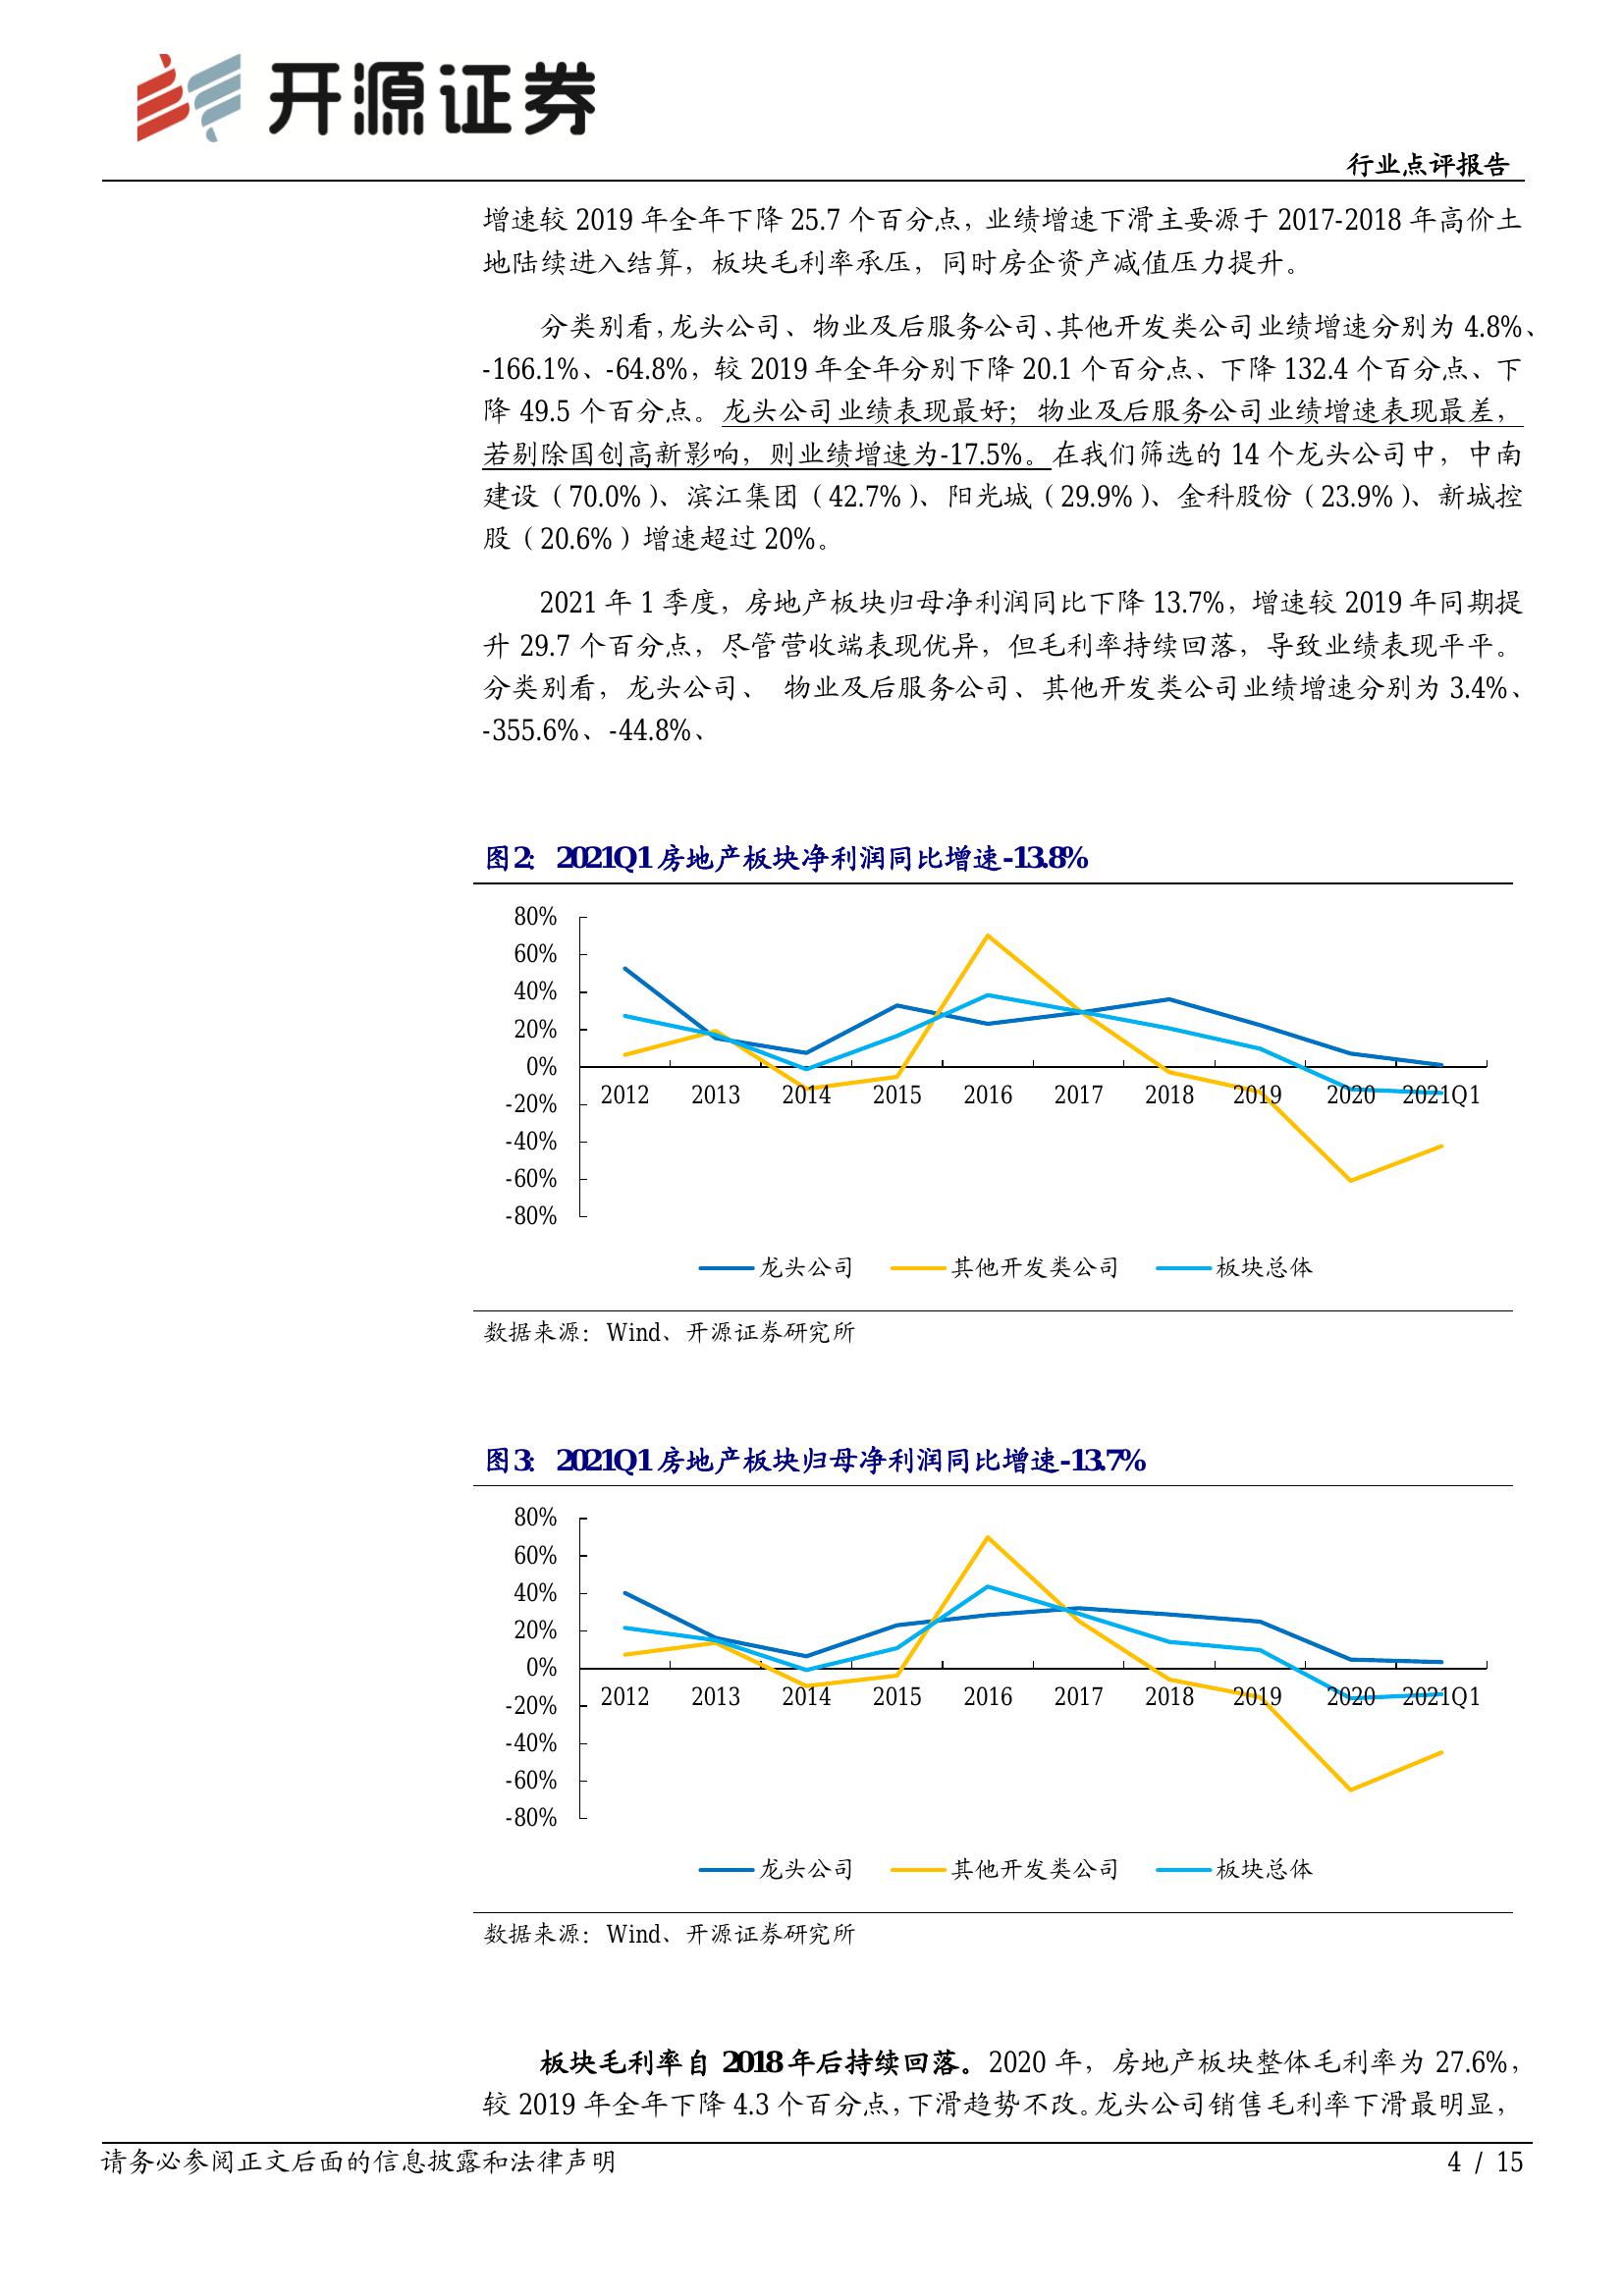 开源证券
行业点评报告
增速较 2019 年全年下降 25.7 个百分点，业绩增速下滑主要源于 2017-2018 年高价土
地陆续进入结算，板块毛利率承压，同时房企资产减值压力提升。
分类别看，龙头公司、物业及后服务公司、其他开发类公司业绩增速分别为 4.8%、
-166.1%、-64.8%，较 2019 年全年分别下降 20.1 个百分点、下降 132.4 个百分点、下
降 49.5 个百分点。龙头公司业绩表现最好；物业及后服务公司业绩增速表现最差，
若剔除国创高新影响，则业绩增速为-17.5%。在我们筛选的 14 个龙头公司中，中南
建设（70.0%）、滨江集团（42.7%）、阳光城（29.9%）、金科股份（23.9%）、新城控
股（20.6%）增速超过 20%。
2021 年 1 季度，房地产板块归母净利润同比下降 13.7%，增速较 2019 年同期提
升 29.7 个百分点，尽管营收端表现优异，但毛利率持续回落，导致业绩表现平平。
分类别看，龙头公司、 物业及后服务公司、其他开发类公司业绩增速分别为 3.4%、
-355.6%、-44.8%、
图2： 2021Q1 房地产板块净利润同比增速-13.8%
80%
60%
40%
20%
0%
-20%
-40%
-60%
-80%
2012 2013 2014 2015 2016 2017 2018 2019 2020 2021Q1
龙头公司 其他开发类公司 板块总体
数据来源：Wind、开源证券研究所
图3： 2021Q1 房地产板块归母净利润同比增速-13.7%
80%
60%
40%
20%
0%
-20%
-40%
-60%
-80%
2012 2013 2014 2015 2016 2017 2018 2019 2020 2021Q1
龙头公司 其他开发类公司 板块总体
数据来源：Wind、开源证券研究所
板块毛利率自 2018 年后持续回落。2020 年，房地产板块整体毛利率为 27.6%，
较 2019 年全年下降 4.3 个百分点，下滑趋势不改。龙头公司销售毛利率下滑最明显，
请务必参阅正文后面的信息披露和法律声明
4 / 15